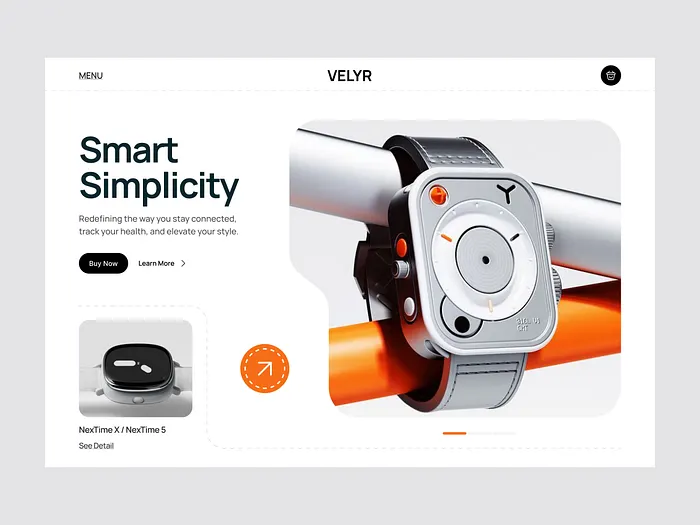 MENU
VELYR
Smart
Simplicity
Redefining the way you stay connected,
track your health, and elevate your style.
Buy Now
Learn More
NexTime X / NexTime 5
See Detail